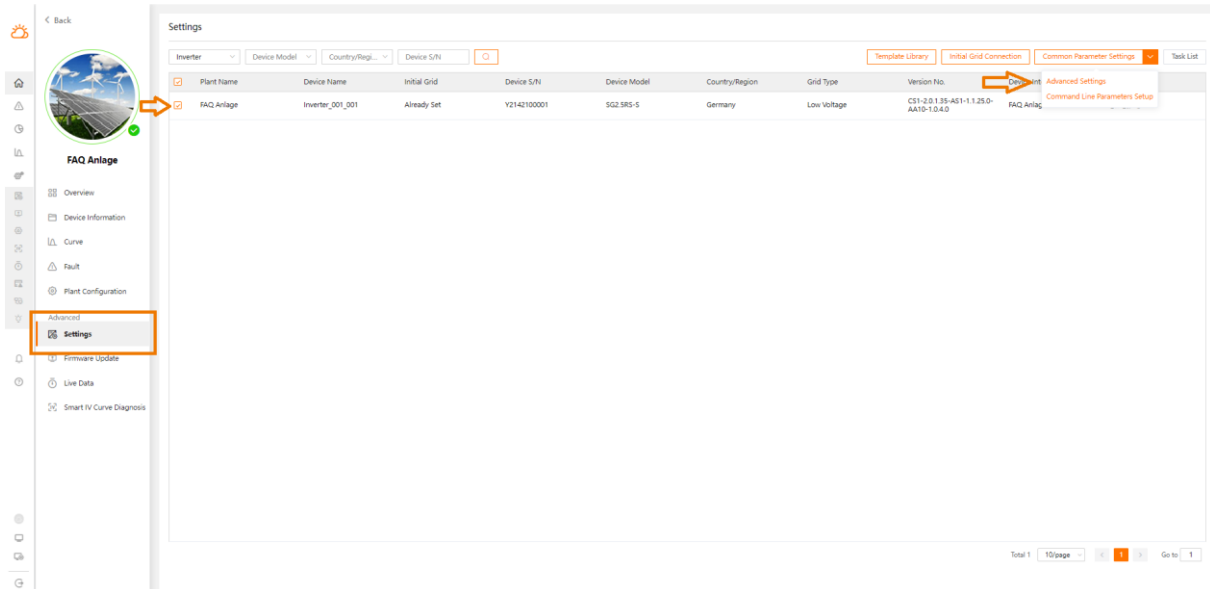 Back
Settings
Inverter Device Model Country/Regi... Device S/N
Template Library Initial Grid Connection Common Parameter Settings Task List
Plant Name Device Name Initial Grid Device S/N Device Model Country/Region Grid Type Version No.
Advanced Settings
Command Line Parameters Setup
FAQ Anlage Inverter_001_001 Already Set Y2142100001 SG2.5RS-S Germany Low Voltage CS1-2.0.1.35-AS1-1.1.25.0-
AA10-1.0.4.0
FAQ Anlage
Overview
Device Information
Curve
Fault
Plant Configuration
Advanced
Settings
Firmware Update
Live Data
Smart IV Curve Diagnosis
Total 1 10/page 1 Go to 1